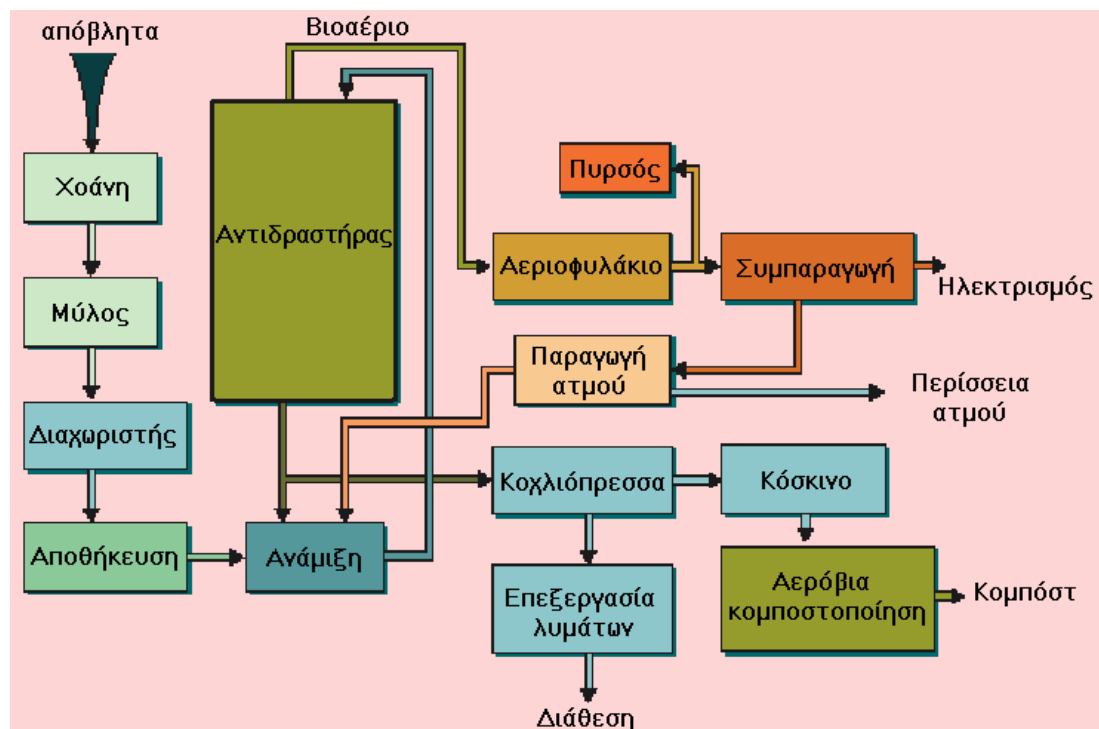 απόβλητα
Βιοαέριο
Χοάνη
Πυρσός
Αντιδραστήρας
Αεριοφυλάκιο
Συμπαραγωγή
Ηλεκτρισμός
Μύλος
Παραγωγή
ατμού
Περίσσεια
ατμού
Διαχωριστής
Κοχλιόπρεσσα
Κόσκινο
Αποθήκευση
Ανάμιξη
Επεξεργασία
λυμάτων
Αερόβια
κομποστοποίηση
Κομπόστ
Διάθεση